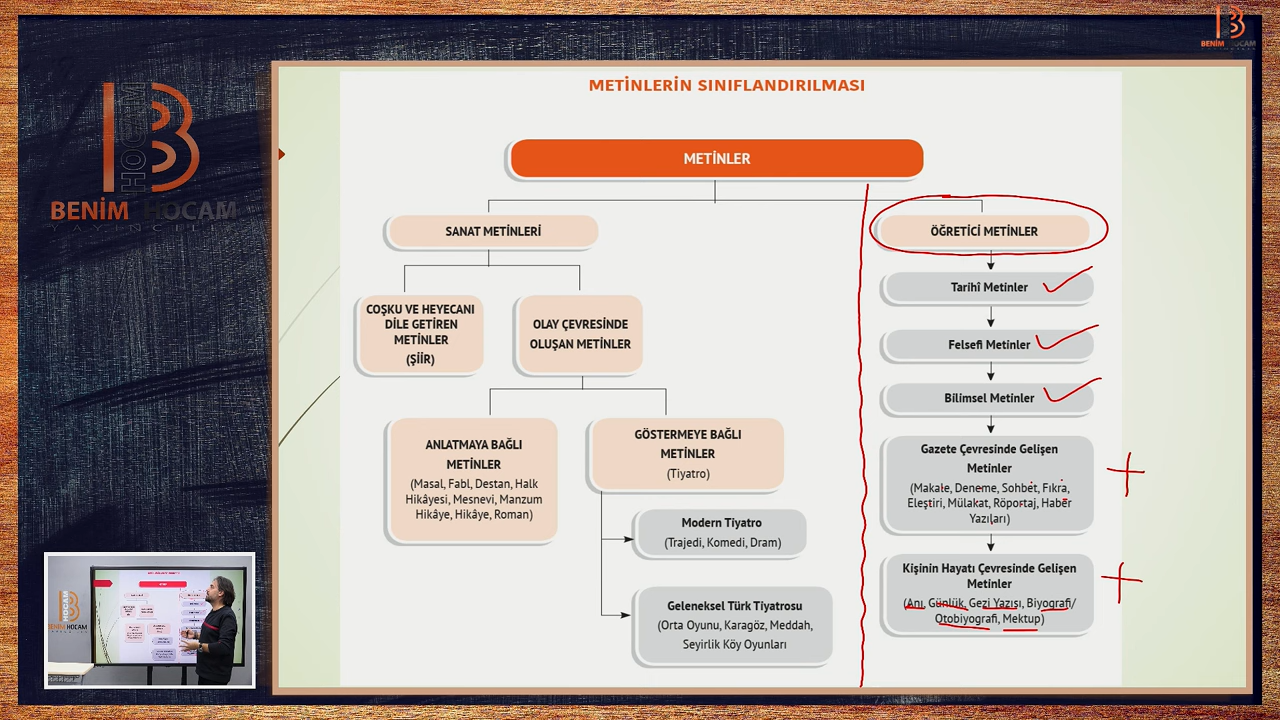 BENİM HOCAM
METİNLERİN SINIFLANDIRILMASI
HOCAM
BENİM HOCAM
YAYINCILIK
METİNLER
SANAT METİNLERİ
ÖĞRETİCİ METİNLER
COŞKU VE HEYECANI
DİLE GETİREN
METİNLER
(ŞİİR)
OLAY ÇEVRESİNDE
OLUŞAN METİNLER
ANLATMAYA BAĞLI
METİNLER
(Masal, Fabl, Destan, Halk
Hikâyesi, Mesnevi, Manzum
Hikâye, Hikâye, Roman)
GÖSTERMEYE BAĞLI
METİNLER
(Tiyatro)
Modern Tiyatro
(Trajedi, Komedi, Dram)
Geleneksel Türk Tiyatrosu
(Orta Oyunu, Karagöz, Meddah,
Seyirlik Köy Oyunları
Tarihî Metinler
Felsefi Metinler
Bilimsel Metinler
Gazete Çevresinde Gelişen
Metinler
(Makale, Deneme, Sohbet, Fıkra,
Eleştiri, Mülakat, Röportaj, Haber
Yazıları)
Kişinin Hayatı Çevresinde Gelişen
Metinler
(Anı, Günlük, Gezi Yazısı, Biyografi/
Otobiyografi, Mektup)
HOCAM
BENİM HOCAM